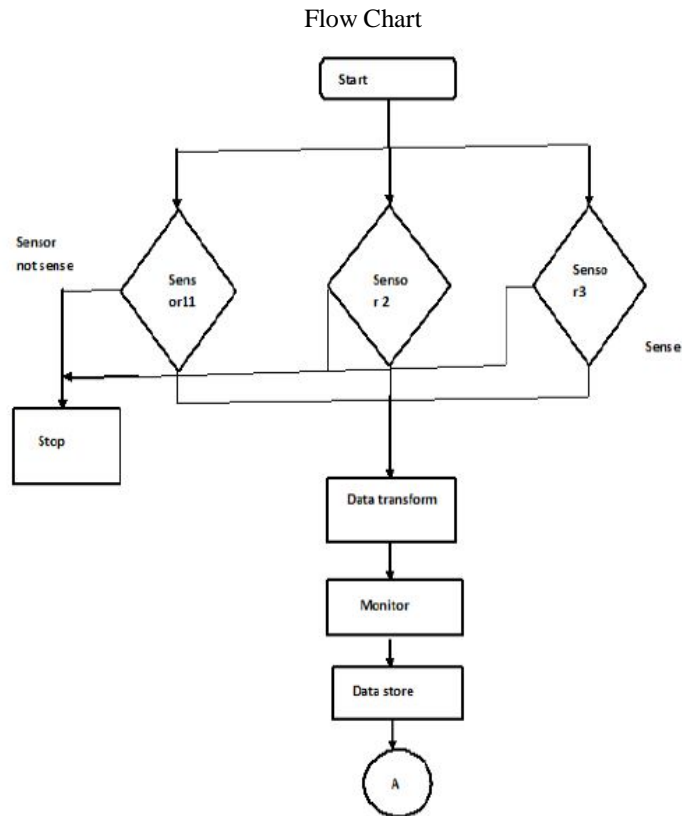 Flow Chart
Start
Sensor
not sense
Sens
or11
Senso
r 2
Senso
r3
Sense
Stop
Data transform
Monitor
Data store
A